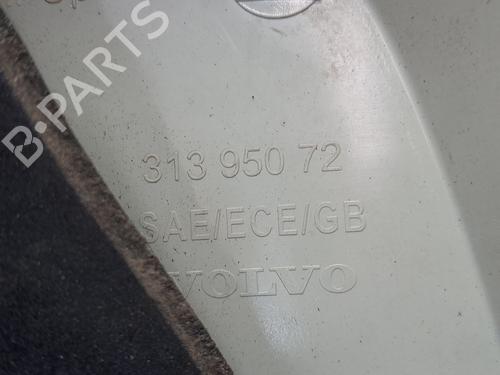 B-PARTS
313 950 72
SAE/ECE/GB
VOLVO